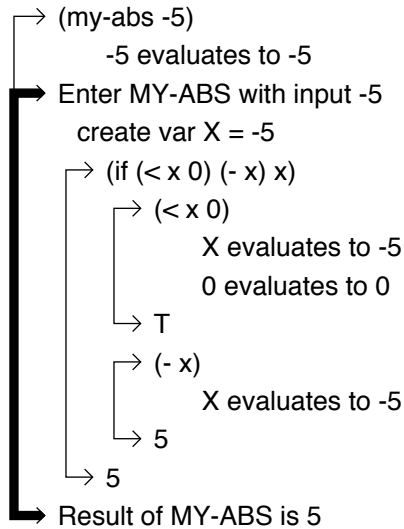 (my-abs -5)
-5 evaluates to -5
Enter MY-ABS with input -5
create var X = -5
(if (< x 0) (- x) x)
(< x 0)
X evaluates to -5
0 evaluates to 0
T
(- x)
X evaluates to -5
5
5
Result of MY-ABS is 5